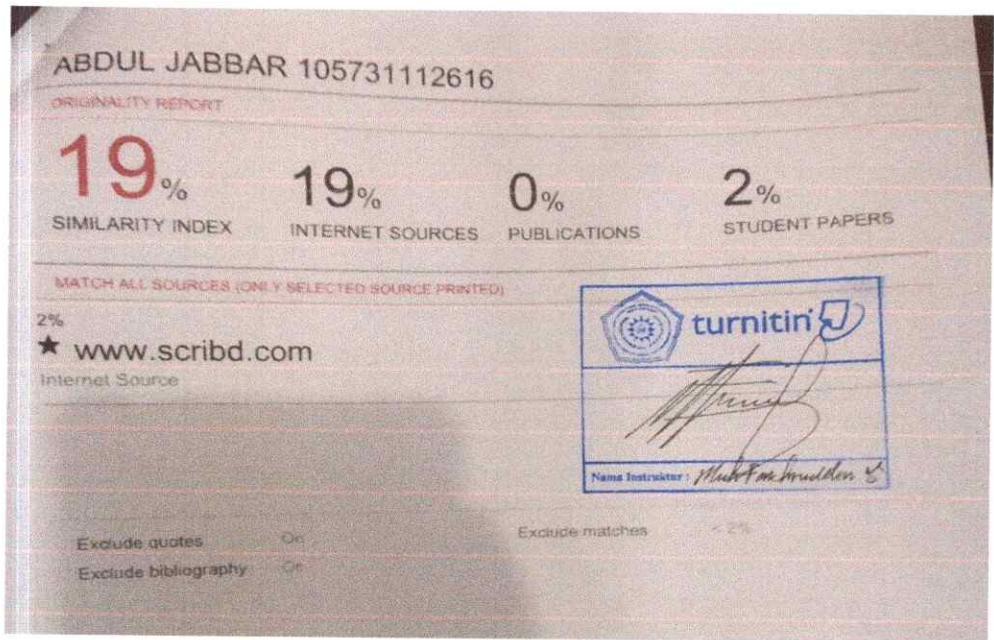 ABDUL JABBAR 105731112616
ORIGINALITY REPORT
19%
SIMILARITY INDEX
19%
INTERNET SOURCES
0%
PUBLICATIONS
2%
STUDENT PAPERS
MATCH ALL SOURCES (ONLY SELECTED SOURCE PRINTED)
2%
★ www.scribd.com
Internet Source
turnitin
Nama Instruktur :
Exclude quotes On
Exclude bibliography On
Exclude matches < 2%